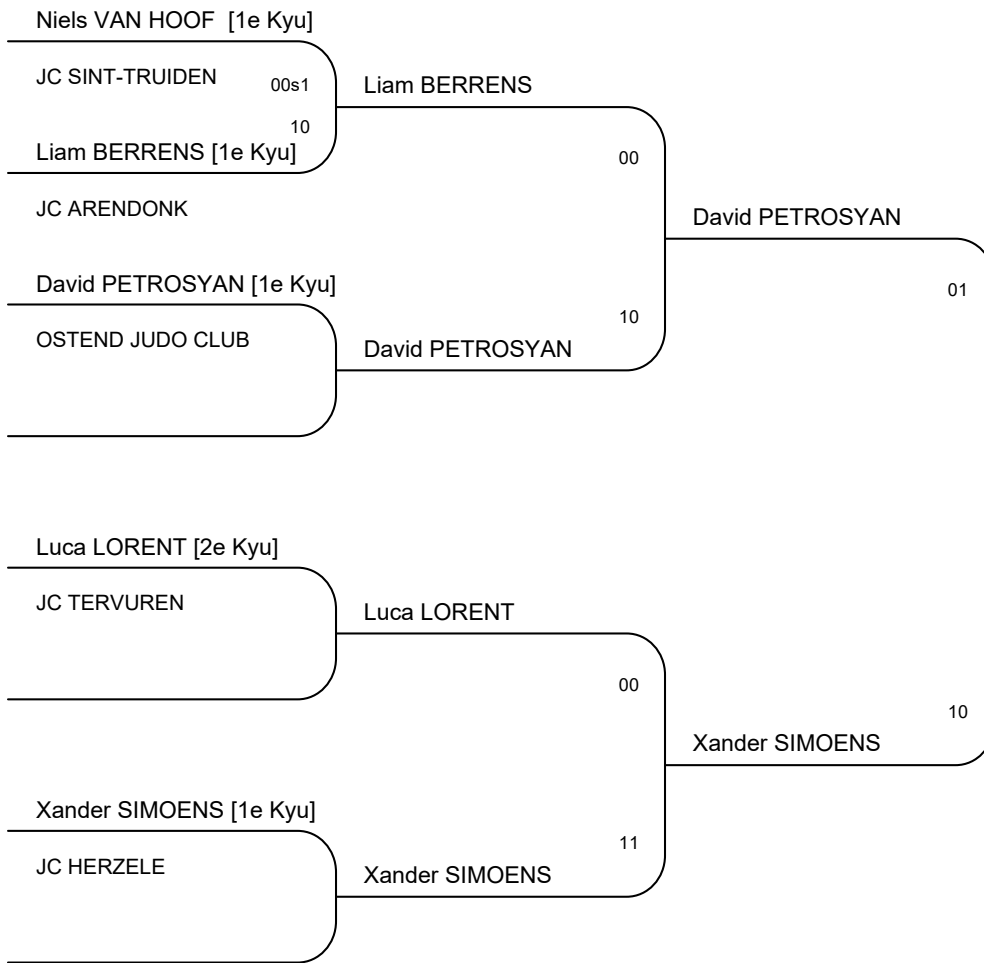 Niels VAN HOOF [1e Kyu]
JC SINT-TRUIDEN
00s1
Liam BERRENS
10
Liam BERRENS [1e Kyu]
00
JC ARENDONK
David PETROSYAN
David PETROSYAN [1e Kyu]
01
10
OSTEND JUDO CLUB
David PETROSYAN
Luca LORENT [2e Kyu]
JC TERVUREN
Luca LORENT
00
10
Xander SIMOENS
Xander SIMOENS [1e Kyu]
11
JC HERZELE
Xander SIMOENS